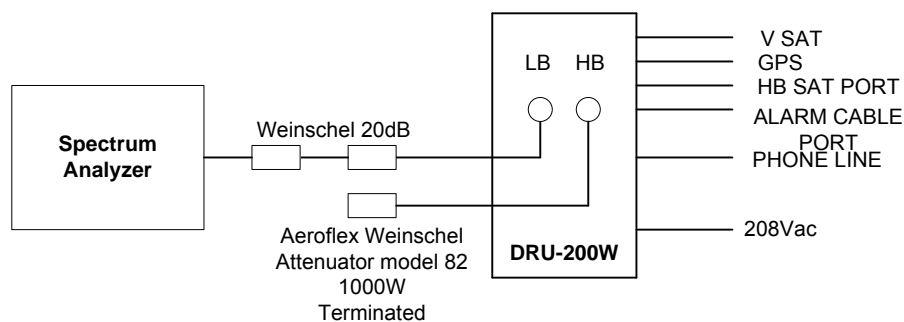 V SAT
LB HB
GPS
HB SAT PORT
ALARM CABLE
PORT
PHONE LINE
Weinschel 20dB
Spectrum
Analyzer
Aeroflex Weinschel
Attenuator model 82
1000W
Terminated
DRU-200W
208Vac